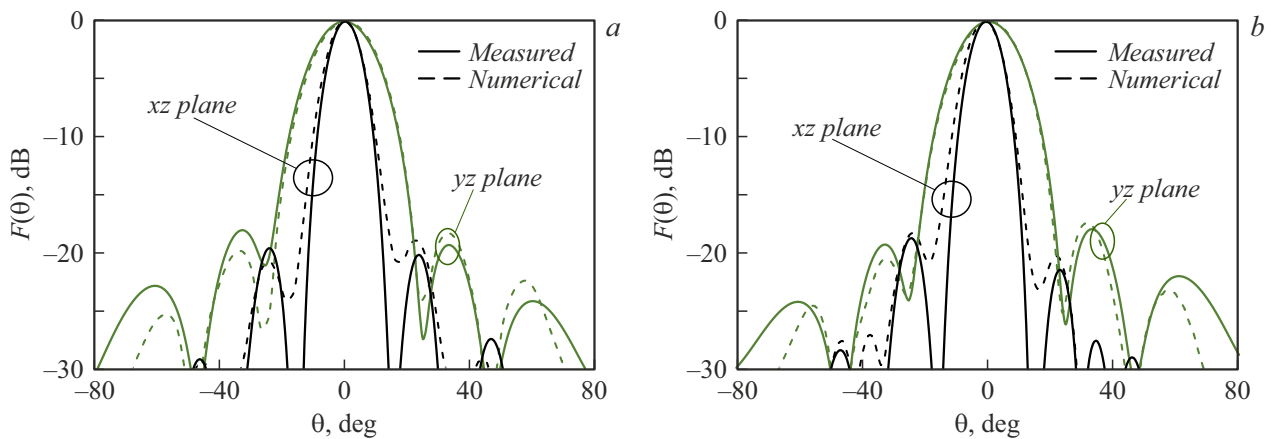 a
0
–10
–20
–30
F(θ), dB
Measured
Numerical
xz plane
yz plane
–80
–40
0
40
80
θ, deg
b
0
–10
–20
–30
F(θ), dB
Measured
Numerical
xz plane
yz plane
–80
–40
0
40
80
θ, deg